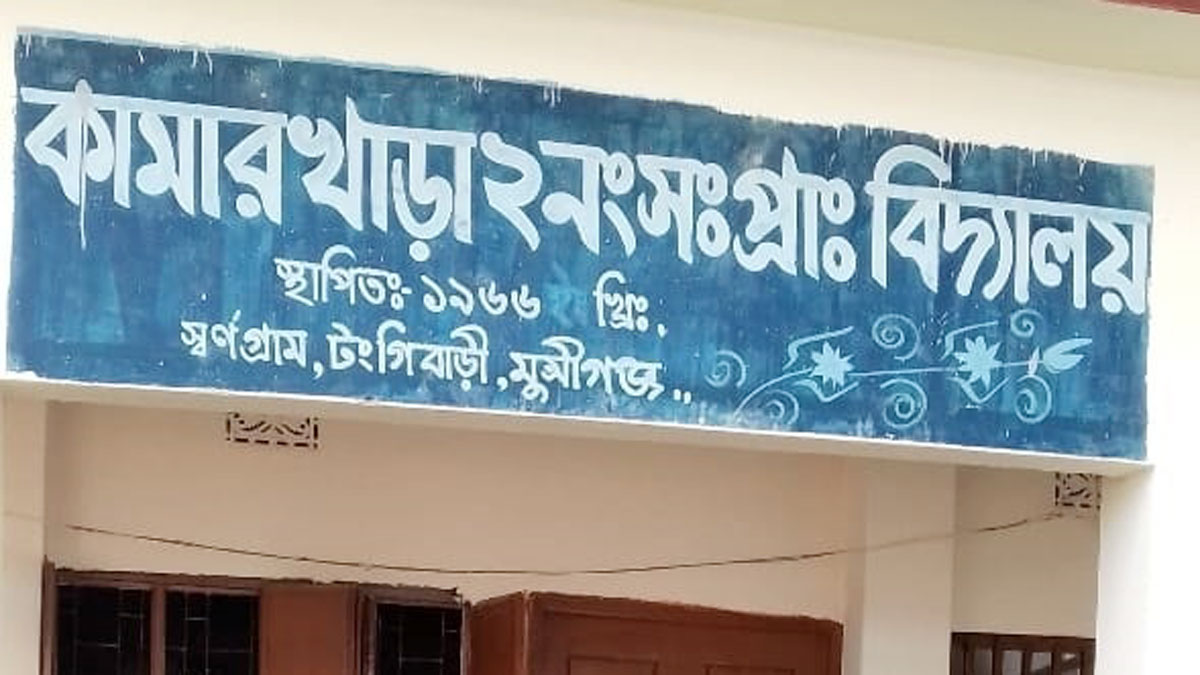 কামারখাড়া ২নং সঃ প্রাঃ বিদ্যালয়
স্থাপিতঃ- ১৯৬৬ খ্রিঃ.
স্বর্ণগ্রাম, টংগিবাড়ী, মুন্সীগঞ্জ..